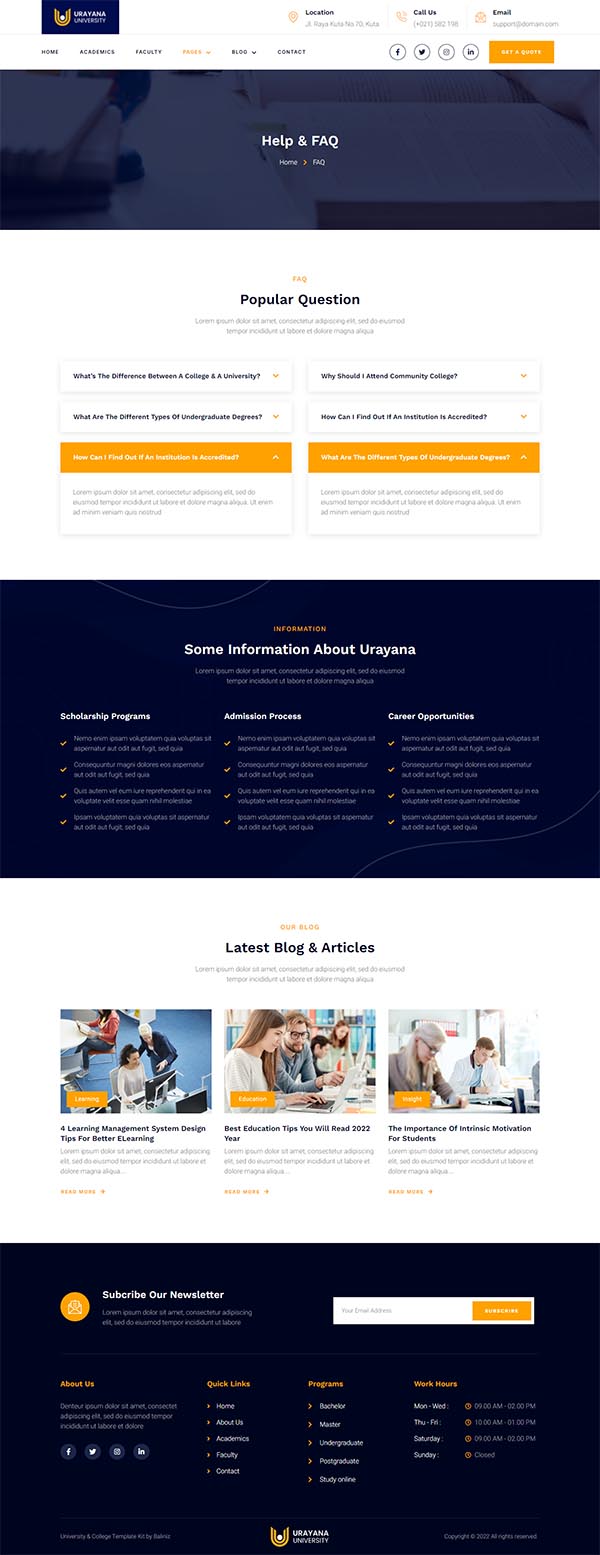 URAYANA
UNIVERSITY
Location
Jl. Raya Kuta No 70, Kuta
Call Us
(+021) 582 198
Email
support@domain.com
HOME
ACADEMICS
FACULTY
PAGES
BLOG
CONTACT
GET A QUOTE
Help & FAQ
Home
FAQ
FAQ
Popular Question
Lorem ipsum dolor sit amet, consectetur adipiscing elit, sed do eiusmod
tempor incididunt ut labore et dolore magna aliqua
What's The Difference Between A College & A University?
What Are The Different Types Of Undergraduate Degrees?
How Can I Find Out If An Institution Is Accredited?
Lorem ipsum dolor sit amet, consectetur adipiscing elit, sed do
eiusmod tempor incididunt ut labore et dolore magna aliqua. Ut enim
ad minim veniam quis nostrud
Why Should I Attend Community College?
How Can I Find Out If An Institution Is Accredited?
What Are The Different Types Of Undergraduate Degrees?
Lorem ipsum dolor sit amet, consectetur adipiscing elit, sed do
eiusmod tempor incididunt ut labore et dolore magna aliqua. Ut enim
ad minim veniam quis nostrud
INFORMATION
Some Information About Urayana
Lorem ipsum dolor sit amet, consectetur adipiscing elit, sed do eiusmod
tempor incididunt ut labore et dolore magna aliqua
Scholarship Programs
Nemo enim ipsam voluptatem quia voluptas sit
aspernatur aut odit aut fugit, sed quia
Consequuntur magni dolores eos aspernatur
aut odit aut fugit, sed quia
Quis autem vel eum iure reprehenderit qui in ea
voluptate velit esse quam nihil molestiae
Ipsam voluptatem quia voluptas sit aspernatur
aut odit aut fugit, sed quia
Admission Process
Nemo enim ipsam voluptatem quia voluptas sit
aspernatur aut odit aut fugit, sed quia
Consequuntur magni dolores eos aspernatur
aut odit aut fugit, sed quia
Quis autem vel eum iure reprehenderit qui in ea
voluptate velit esse quam nihil molestiae
Ipsam voluptatem quia voluptas sit aspernatur
aut odit aut fugit, sed quia
Career Opportunities
Nemo enim ipsam voluptatem quia voluptas sit
aspernatur aut odit aut fugit, sed quia
Consequuntur magni dolores eos aspernatur
aut odit aut fugit, sed quia
Quis autem vel eum iure reprehenderit qui in ea
voluptate velit esse quam nihil molestiae
Ipsam voluptatem quia voluptas sit aspernatur
aut odit aut fugit, sed quia
OUR BLOG
Latest Blog & Articles
Lorem ipsum dolor sit amet, consectetur adipiscing elit, sed do eiusmod
tempor incididunt ut labore et dolore magna aliqua
Learning
4 Learning Management System Design
Tips For Better ELearning
Lorem ipsum dolor sit amet, consectetur adipiscing
elit, sed do eiusmod tempor incididunt ut labore et
dolore magna aliqua....
READ MORE
Education
Best Education Tips You Will Read 2022
Year
Lorem ipsum dolor sit amet, consectetur adipiscing
elit, sed do eiusmod tempor incididunt ut labore et
dolore magna aliqua....
READ MORE
Insight
The Importance Of Intrinsic Motivation
For Students
Lorem ipsum dolor sit amet, consectetur adipiscing
elit, sed do eiusmod tempor incididunt ut labore et
dolore magna aliqua....
READ MORE
Subcribe Our Newsletter
Lorem ipsum dolor sit amet, consectetur adipiscing
elit, sed do eiusmod tempor incididunt ut labore
Your Email Address
SUBSCRIBE
About Us
Denteur ipsum dolor sit amet, consectet
adipiscing elit, sed do eiusmod tempor
incididunt ut labore et dolore
Quick Links
Home
About Us
Academics
Faculty
Contact
Programs
Bachelor
Master
Undergraduate
Postgraduate
Study online
Work Hours
Mon - Wed :
09.00 AM - 02.00 PM
Thu - Fri :
10.00 AM - 01.00 PM
Saturday :
09.00 AM - 02.00 PM
Sunday :
Closed
University & College Template Kit by Baliniz
URAYANA
UNIVERSITY
Copyright © 2022 All rights reserved.